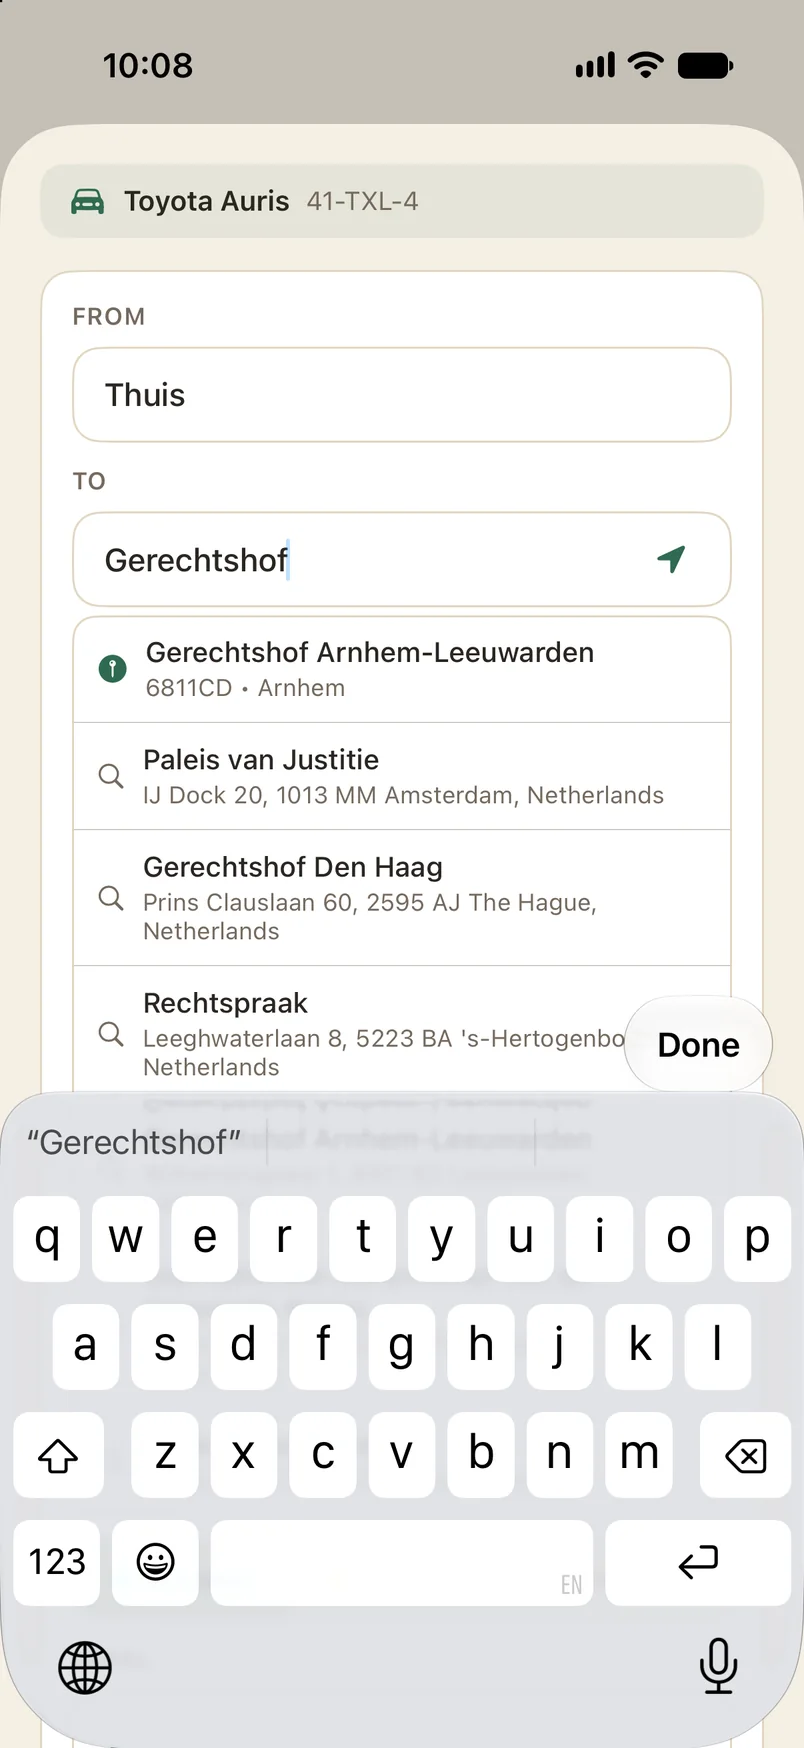 10:08
Toyota Auris 41-TXL-4
FROM
Thuis
TO
Gerechtshof
Gerechtshof Arnhem-Leeuwarden
6811CD • Arnhem
Paleis van Justitie
IJ Dock 20, 1013 MM Amsterdam, Netherlands
Gerechtshof Den Haag
Prins Clauslaan 60, 2595 AJ The Hague,
Netherlands
Rechtspraak
Leeghwaterlaan 8, 5223 BA 's-Hertogenbo
Netherlands
Done
“Gerechtshof”
q w e r t y u i o p
a s d f g h j k l
z x c v b n m
123
EN